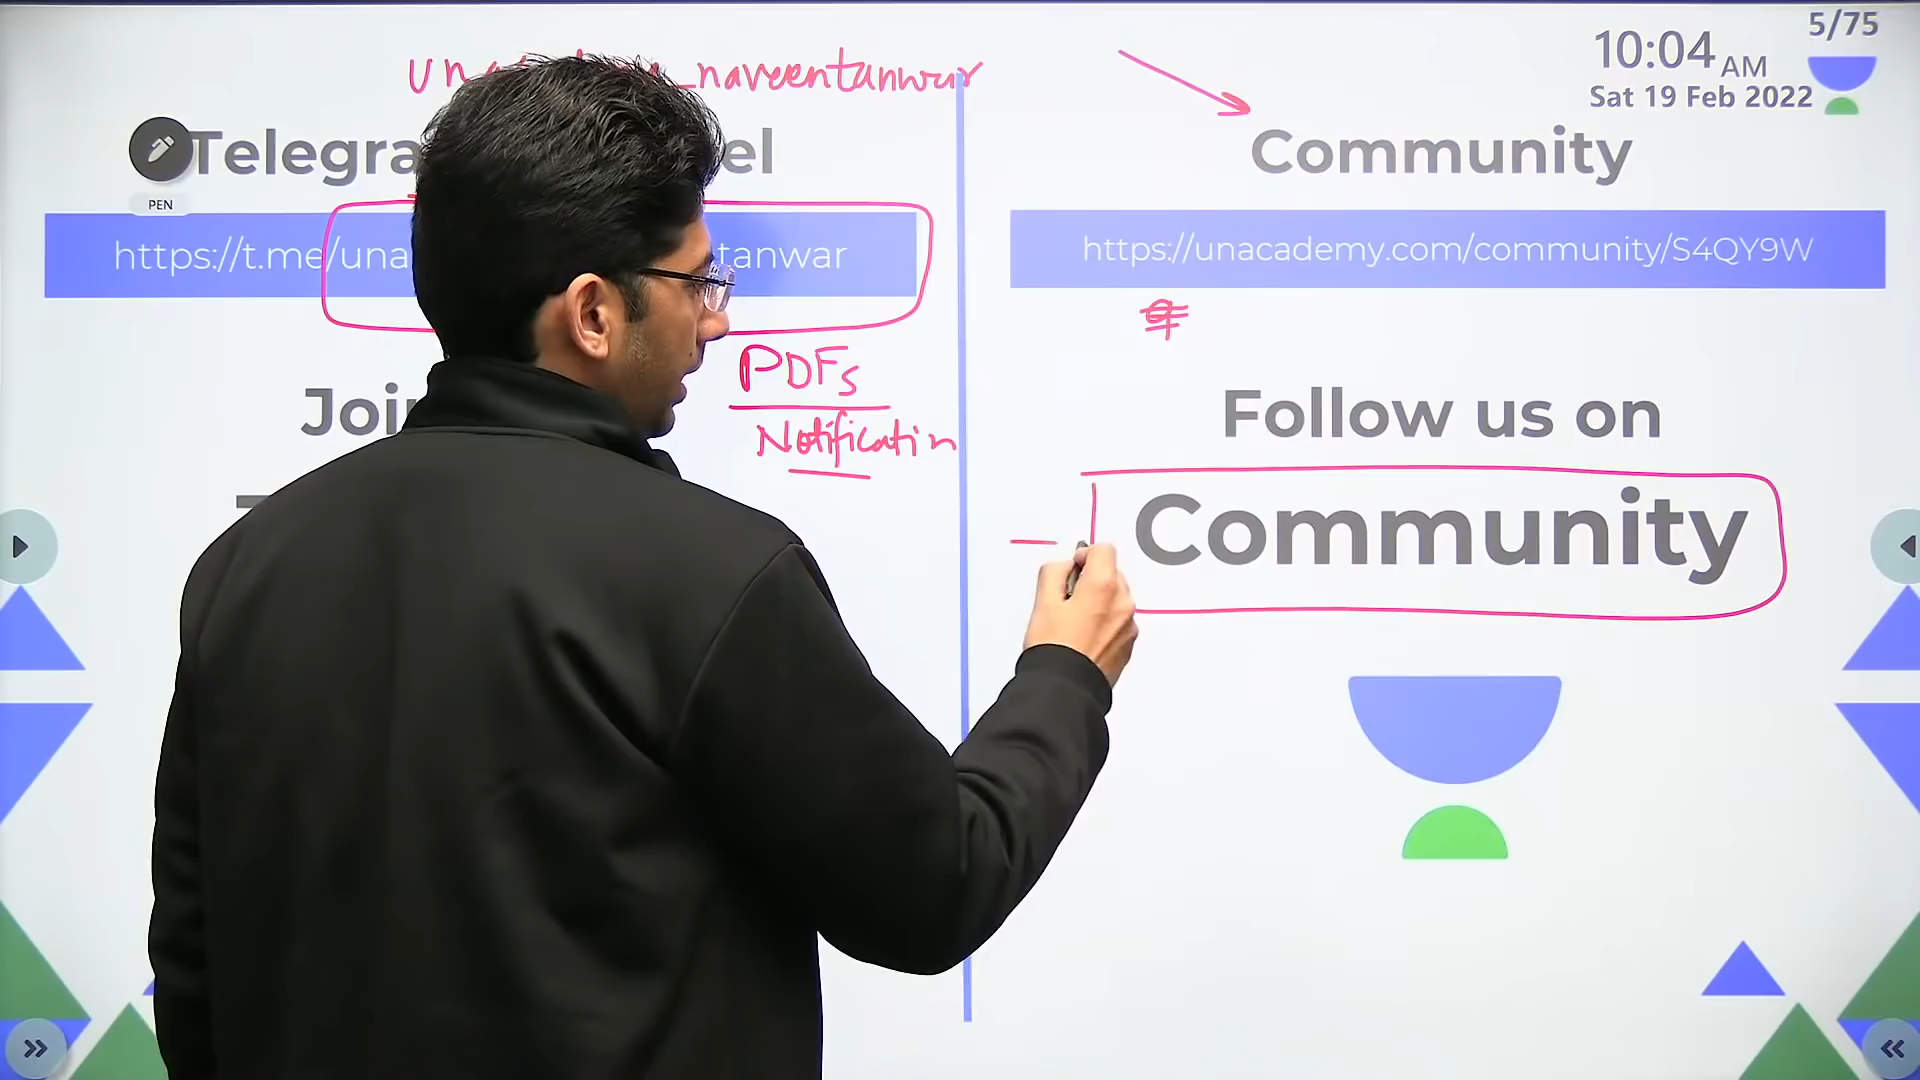 naveentanwar
10:04 AM
5/75
Sat 19 Feb 2022
Telegra el
PEN
https://t.me/una tanwar
PDFs
Notification
Joi
Community
https://unacademy.com/community/S4QY9W
Follow us on
Community